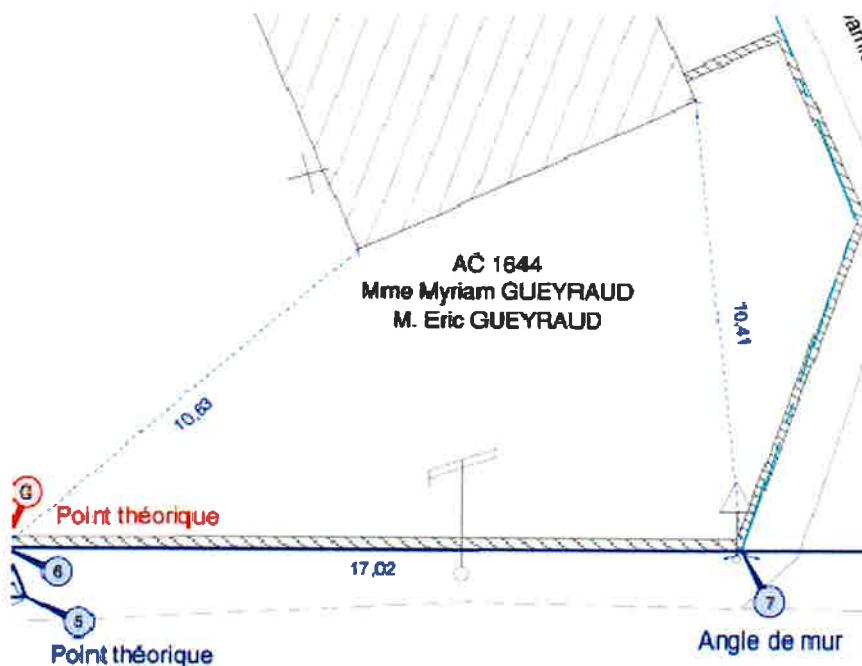 AC 1644
Mme Myriam GUEYRAUD
M. Eric GUEYRAUD
10,41
10,63
G
Point théorique
6
17,02
5
7
Point théorique
Angle de mur